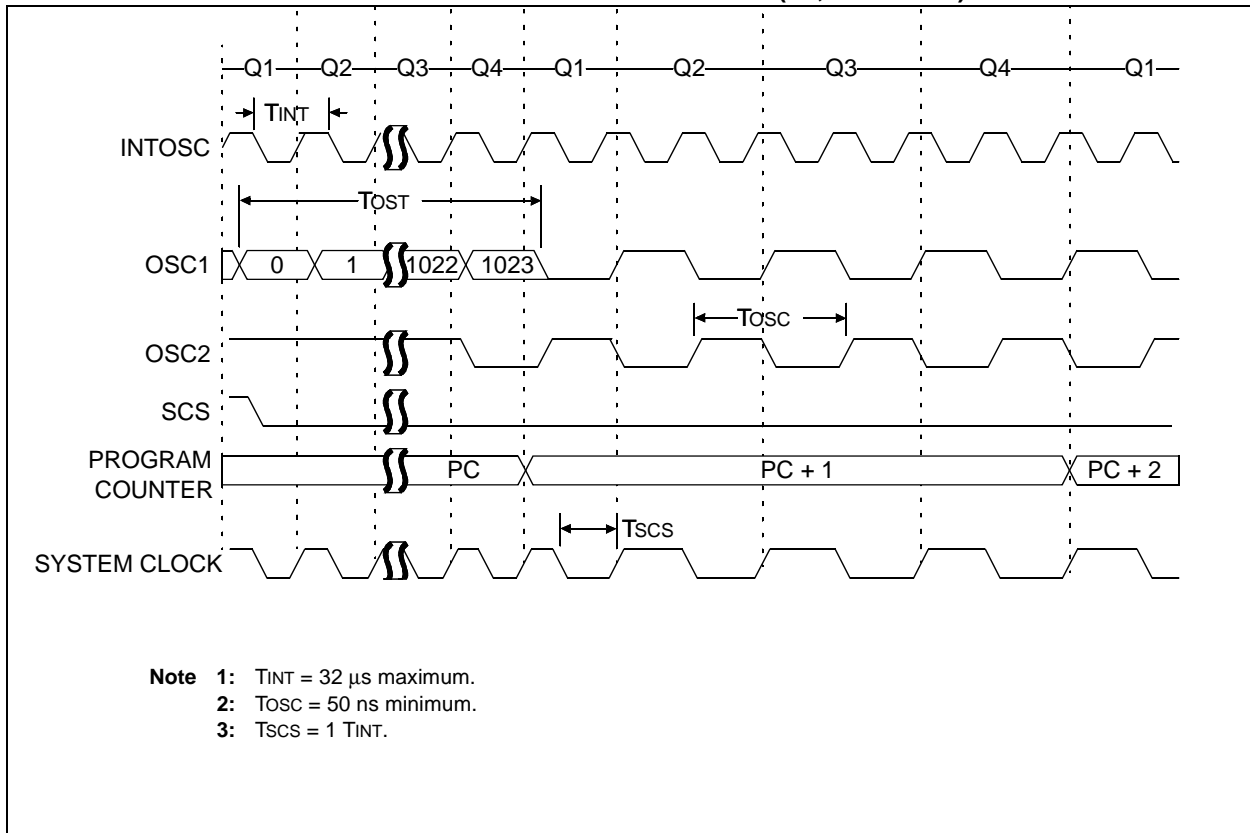 Q1 Q2 Q3 Q4 Q1 Q2 Q3 Q4 Q1
TINT
INTOSC
TOST
OSC1 0 1 1022 1023
TOSC
OSC2
SCS
PROGRAM COUNTER PC PC + 1 PC + 2
TSCS
SYSTEM CLOCK
Note 1: TINT = 32 μs maximum.
2: TOSC = 50 ns minimum.
3: TSCS = 1 TINT.